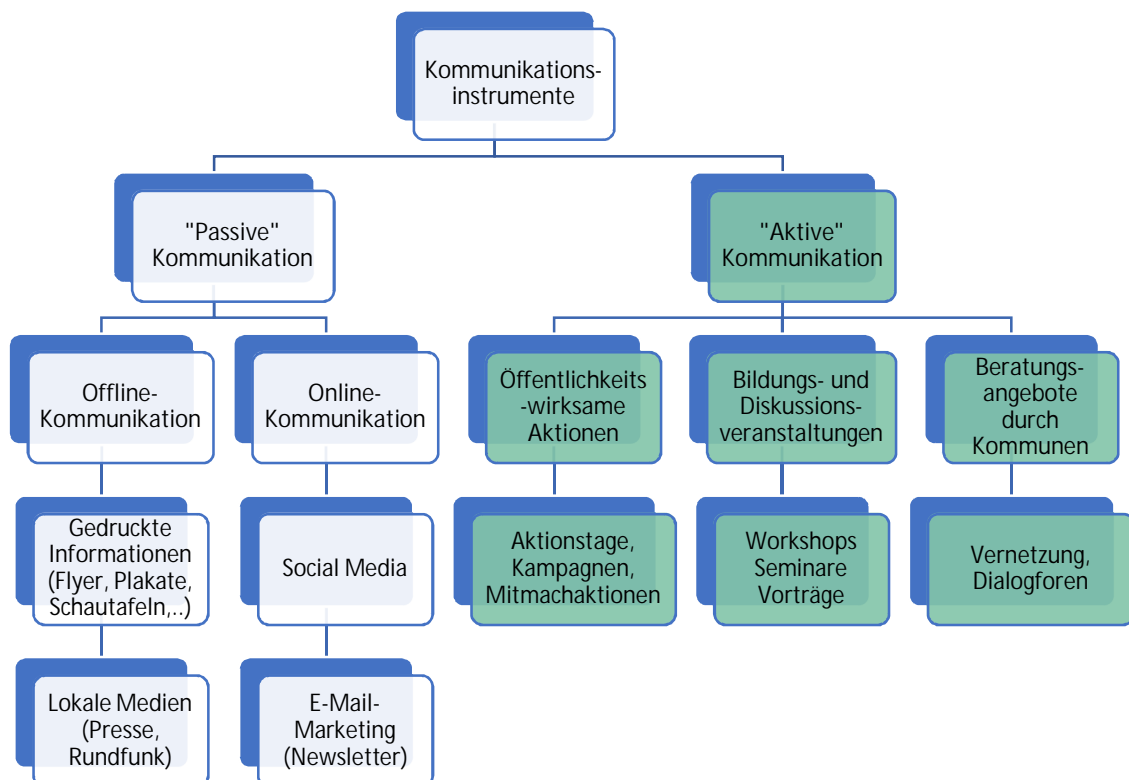 Kommunikations-
instrumente
"Passive"
Kommunikation
"Aktive"
Kommunikation
Offline-
Kommunikation
Online-
Kommunikation
Öffentlichkeits
-wirksame
Aktionen
Bildungs- und
Diskussions-
veranstaltungen
Beratungs-
angebote
durch
Kommunen
Gedruckte
Informationen
(Flyer, Plakate,
Schautafeln,..)
Social Media
Aktionstage,
Kampagnen,
Mitmachaktionen
Workshops
Seminare
Vorträge
Vernetzung,
Dialogforen
Lokale Medien
(Presse,
Rundfunk)
E-Mail-
Marketing
(Newsletter)